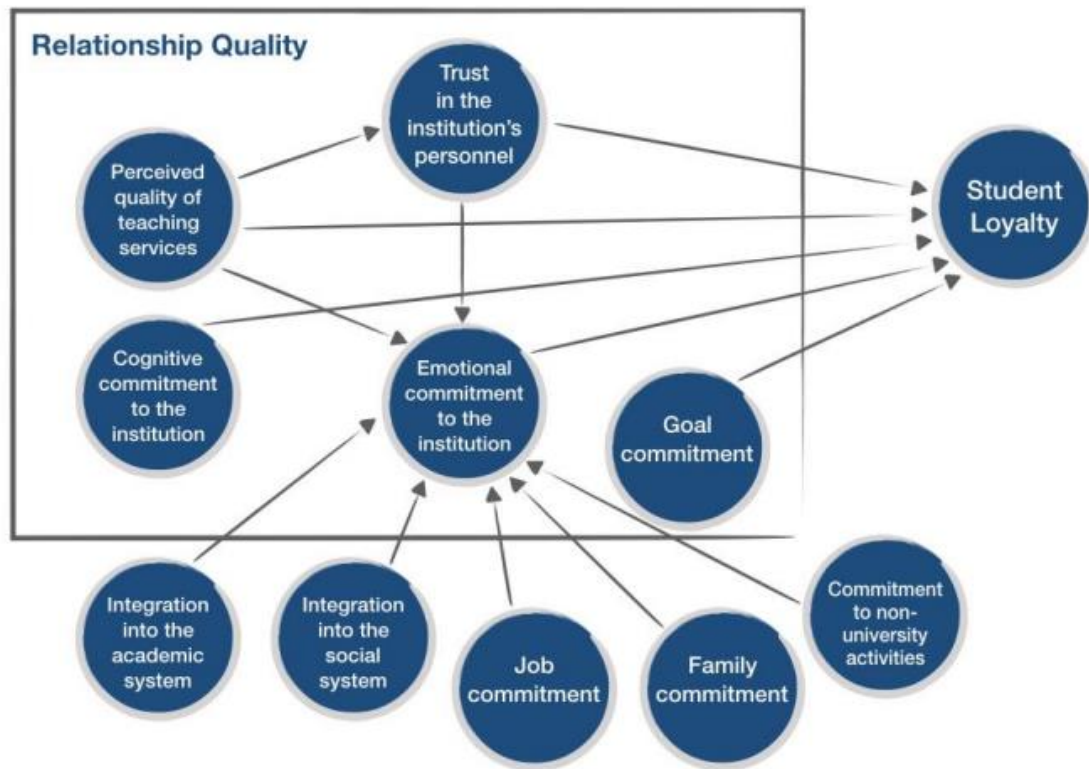 Relationship Quality
Trust
in the
institution's
personnel
Perceived
quality of
teaching
services
Student
Loyalty
Cognitive
commitment
to the
institution
Emotional
commitment
to the
institution
Goal
commitment
Integration
into the
academic
system
Integration
into the
social
system
Job
commitment
Family
commitment
Commitment
to non-
university
activities